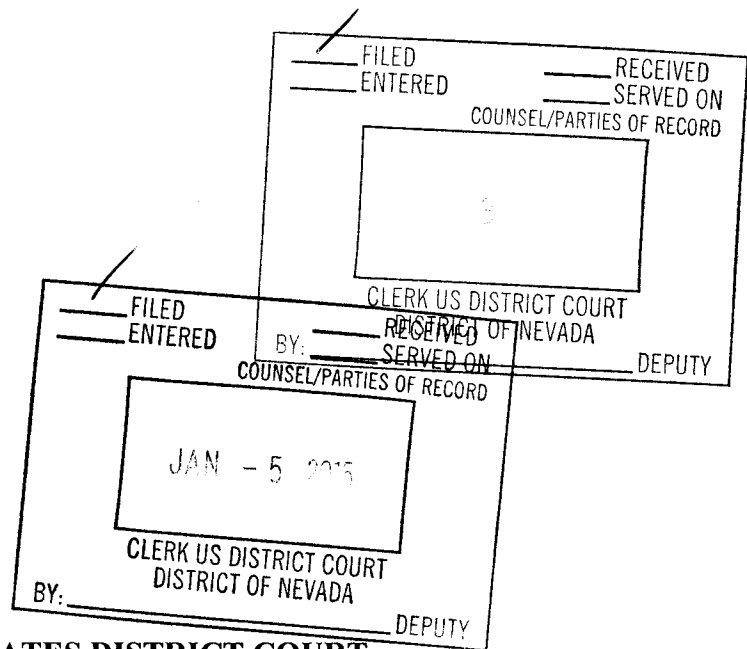 FILED RECEIVED
ENTERED SERVED ON
COUNSEL/PARTIES OF RECORD
CLERK US DISTRICT COURT
DISTRICT OF NEVADA
BY: DEPUTY
FILED RECEIVED
ENTERED SERVED ON
COUNSEL/PARTIES OF RECORD
JAN - 5 2015
CLERK US DISTRICT COURT
DISTRICT OF NEVADA
BY: DEPUTY
DISTRICT COURT